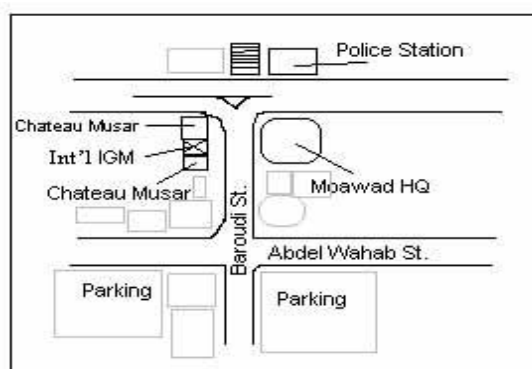 Police Station
Chateau Musar
Int'l IGM
Chateau Musar
Moawad HQ
Baroudi St.
Abdel Wahab St.
Parking
Parking